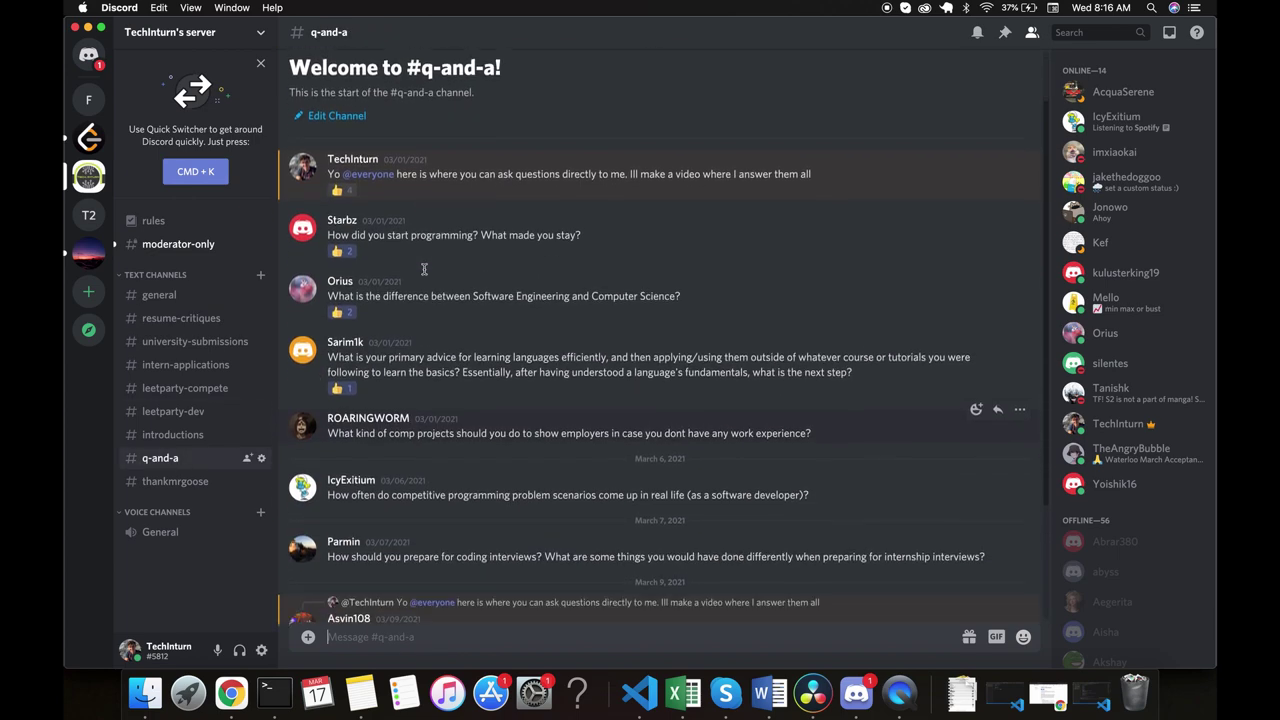 Discord Edit View Window Help
37% Wed 8:16 AM
TechInturn's server
# q-and-a
Search
Use Quick Switcher to get around
Discord quickly. Just press:
CMD + K
rules
# moderator-only
TEXT CHANNELS
# general
# resume-critiques
# university-submissions
# intern-applications
# leetparty-compete
# leetparty-dev
# introductions
# q-and-a
# thankmrgoose
VOICE CHANNELS
General
TechInturn
#5812
F
T2
1
Welcome to #q-and-a!
This is the start of the #q-and-a channel.
Edit Channel
TechInturn 03/01/2021
Yo @everyone here is where you can ask questions directly to me. Ill make a video where I answer them all
4
Starbz 03/01/2021
How did you start programming? What made you stay?
2
Orius 03/01/2021
What is the difference between Software Engineering and Computer Science?
2
Sarim1k 03/01/2021
What is your primary advice for learning languages efficiently, and then applying/using them outside of whatever course or tutorials you were
following to learn the basics? Essentially, after having understood a language's fundamentals, what is the next step?
1
ROARINGWORM 03/01/2021
What kind of comp projects should you do to show employers in case you dont have any work experience?
March 6, 2021
IcyExitium 03/06/2021
How often do competitive programming problem scenarios come up in real life (as a software developer)?
March 7, 2021
Parmin 03/07/2021
How should you prepare for coding interviews? What are some things you would have done differently when preparing for internship interviews?
March 9, 2021
@TechInturn Yo @everyone here is where you can ask questions directly to me. Ill make a video where I answer them all
Asvin108 03/09/2021
Message #q-and-a
GIF
ONLINE—14
AcquaSerene
IcyExitium
Listening to Spotify
imxiaokai
jakethedoggoo
set a custom status :)
Jonowo
Ahoy
Kef
kulusterking19
Mello
min max or bust
Orius
silentes
Tanishk
TF! S2 is not a part of manga! S...
TechInturn
TheAngryBubble
Waterloo March Acceptan...
Yoishik16
OFFLINE—56
Abrar380
abyss
Aegerita
Aisha
Akshay
MAR
17
1
1
1